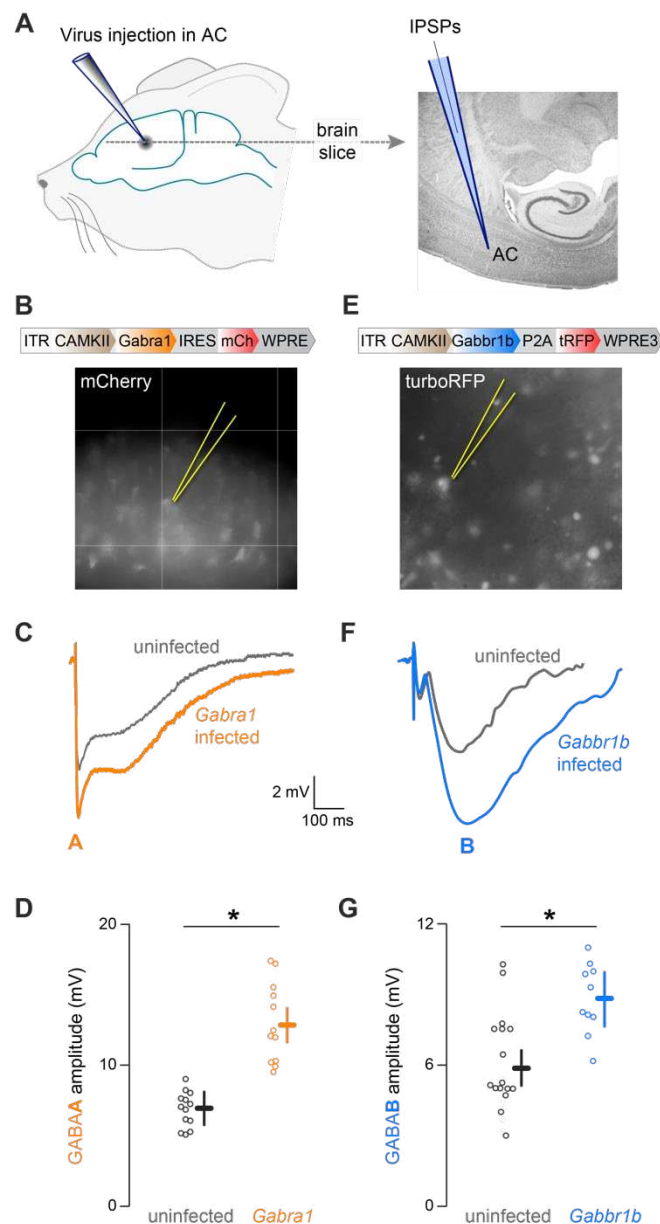 A
Virus injection in AC
IPSPs
brain
slice
AC
B
ITR CAMKII Gabra1 IRES mCh WPRE
mCherry
E
ITR CAMKII Gabbr1b P2A tRFP WPRE3
turboRFP
C
uninfected
Gabra1
infected
A
2 mV
100 ms
F
uninfected
Gabbr1b
infected
B
D
*
20
10
0
GABAA amplitude (mV)
uninfected Gabra1
G
*
12
6
0
GABAB amplitude (mV)
uninfected Gabbr1b